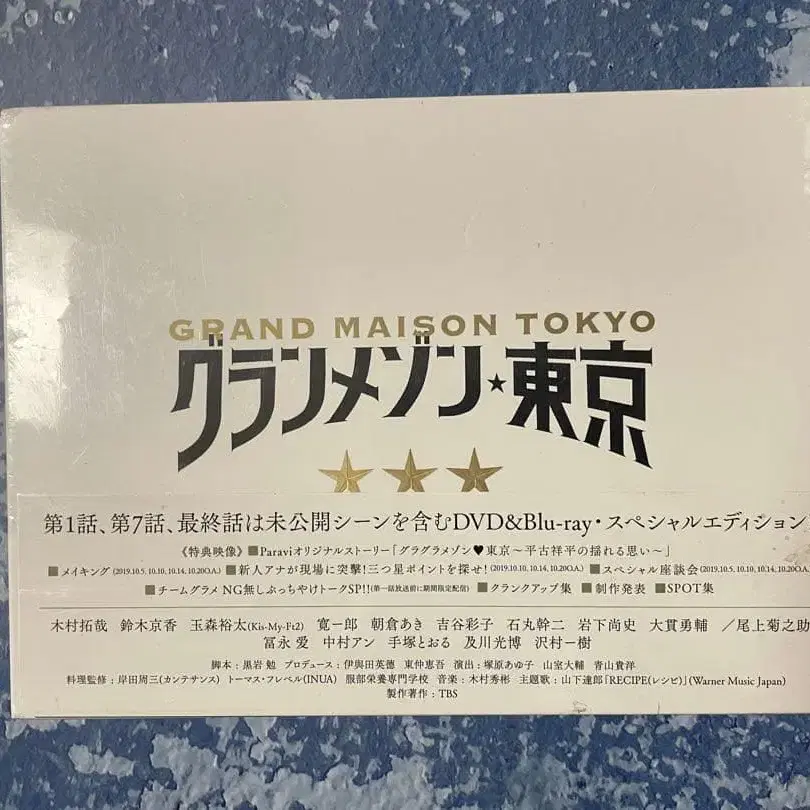 GRAND MAISON TOKYO
グランメゾン★東京
★★★
第1話、第7話、最終話は未公開シーンを含むDVD&Blu-ray・スペシャルエディション
《特典映像》■Paraviオリジナルストーリー「グラグラメゾン♥東京～平古祥平の揺れる思い～」
■メイキング(2019.10.5, 10.10, 10.14, 10.20O.A.) ■新人アナが現場に突撃!三つ星ポイントを探せ!(2019.10.10, 10.14, 10.20O.A.) ■スペシャル座談会(2019.10.5, 10.10, 10.14, 10.20O.A.)
■チームグラメ NG無しぶっちゃけトークSP!!(第一話放送前に期間限定配信) ■クランクアップ集 ■制作発表 ■SPOT集
木村拓哉 鈴木京香 玉森裕太(Kis-My-Ft2) 寛一郎 朝倉あき 吉谷彩子 石丸幹二 岩下尚史 大貫勇輔 ／尾上菊之助
冨永 愛 中村アン 手塚とおる 及川光博 沢村一樹
脚本：黒岩 勉 プロデュース：伊與田英徳 東仲恵吾 演出：塚原あゆ子 山室大輔 青山貴洋
料理監修：岸田周三(カンテサンス) トーマス・フレベル(INUA) 服部栄養専門学校 音楽：木村秀彬 主題歌：山下達郎「RECIPE(レシピ)」(Warner Music Japan)
製作著作：TBS